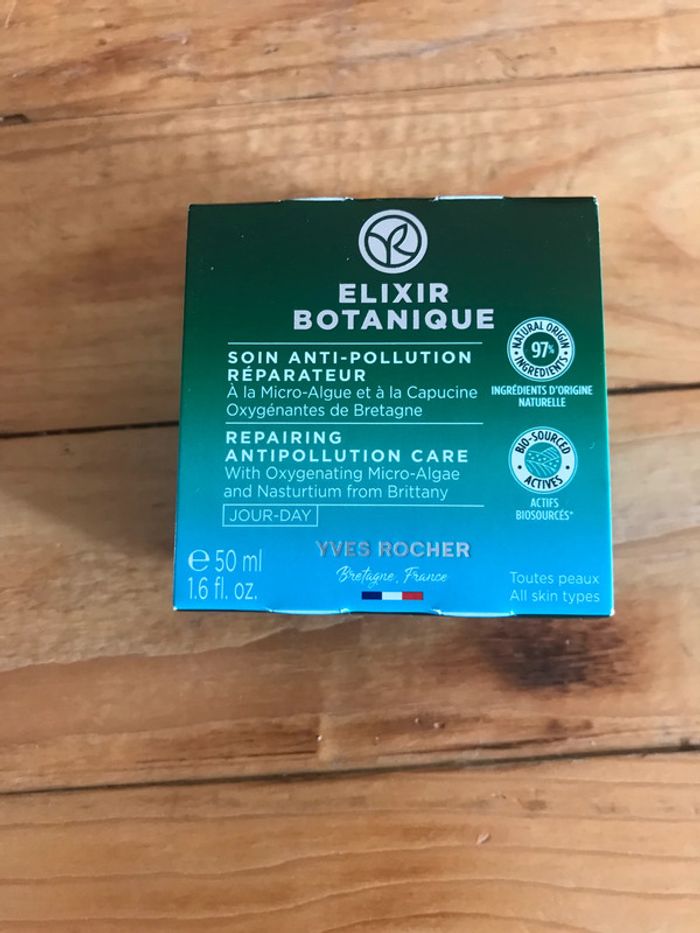 ELIXIR
BOTANIQUE
SOIN ANTI-POLLUTION
RÉPARATEUR
À la Micro-Algue et à la Capucine
Oxygénantes de Bretagne
REPAIRING
ANTIPOLLUTION CARE
With Oxygenating Micro-Algae
and Nasturtium from Brittany
JOUR-DAY
NATURAL ORIGIN
97%
INGREDIENTS
INGRÉDIENTS D'ORIGINE
NATURELLE
BIO-SOURCED
ACTIVES
ACTIFS
BIOSOURCÉS*
℮ 50 ml
1.6 fl. oz.
YVES ROCHER
Bretagne, France
Toutes peaux
All skin types